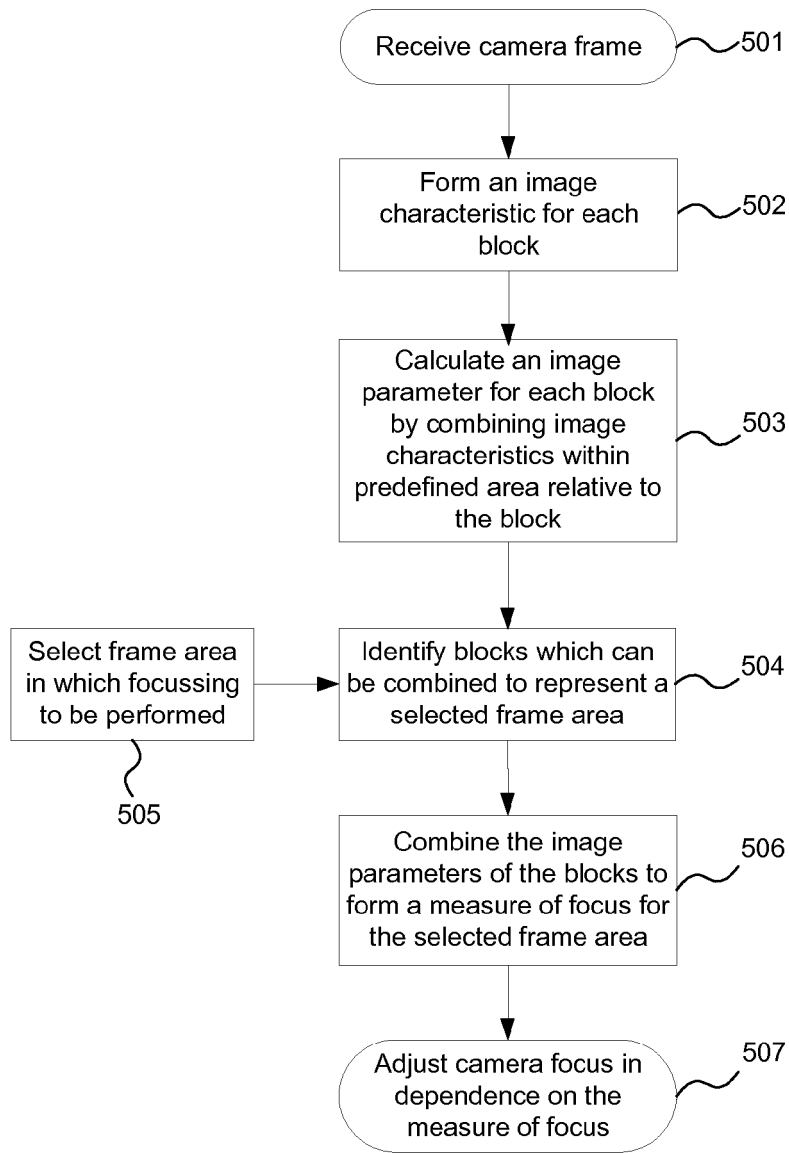 Receive camera frame
501
Form an image
characteristic for each
block
502
Calculate an image
parameter for each block
by combining image
characteristics within
predefined area relative to
the block
503
Select frame area
in which focussing
to be performed
505
Identify blocks which can
be combined to represent a
selected frame area
504
Combine the image
parameters of the blocks to
form a measure of focus for
the selected frame area
506
Adjust camera focus in
dependence on the
measure of focus
507